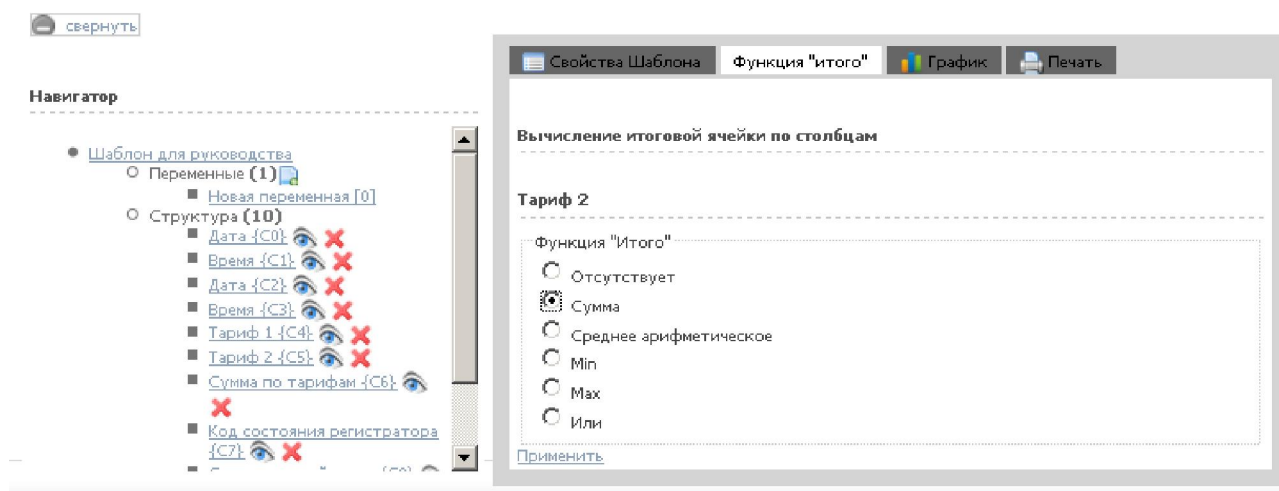 свернуть
Навигатор
Шаблон для руководства
Переменные (1)
Новая переменная [0]
Структура (10)
Дата {C0}
Время {C1}
Дата {C2}
Время {C3}
Тариф 1 {C4}
Тариф 2 {C5}
Сумма по тарифам {C6}
Код состояния регистратора
{C7}
Свойства Шаблона Функция "итого" График Печать
Вычисление итоговой ячейки по столбцам
Тариф 2
Функция "Итого"
Отсутствует
Сумма
Среднее арифметическое
Min
Max
Или
Применить